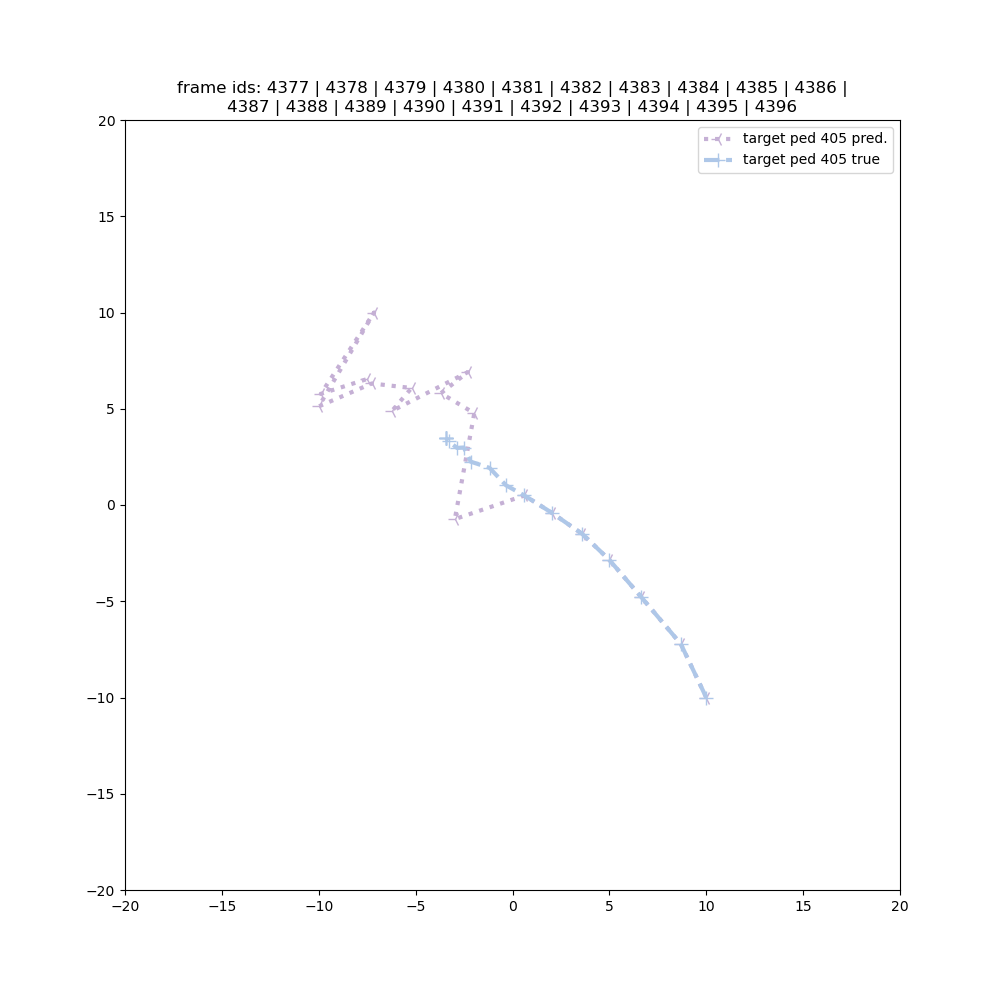 frame ids: 4377 | 4378 | 4379 | 4380 | 4381 | 4382 | 4383 | 4384 | 4385 | 4386 |
4387 | 4388 | 4389 | 4390 | 4391 | 4392 | 4393 | 4394 | 4395 | 4396
target ped 405 pred.
target ped 405 true
20
15
10
5
0
−5
−10
−15
−20
−20 −15 −10 −5 0 5 10 15 20